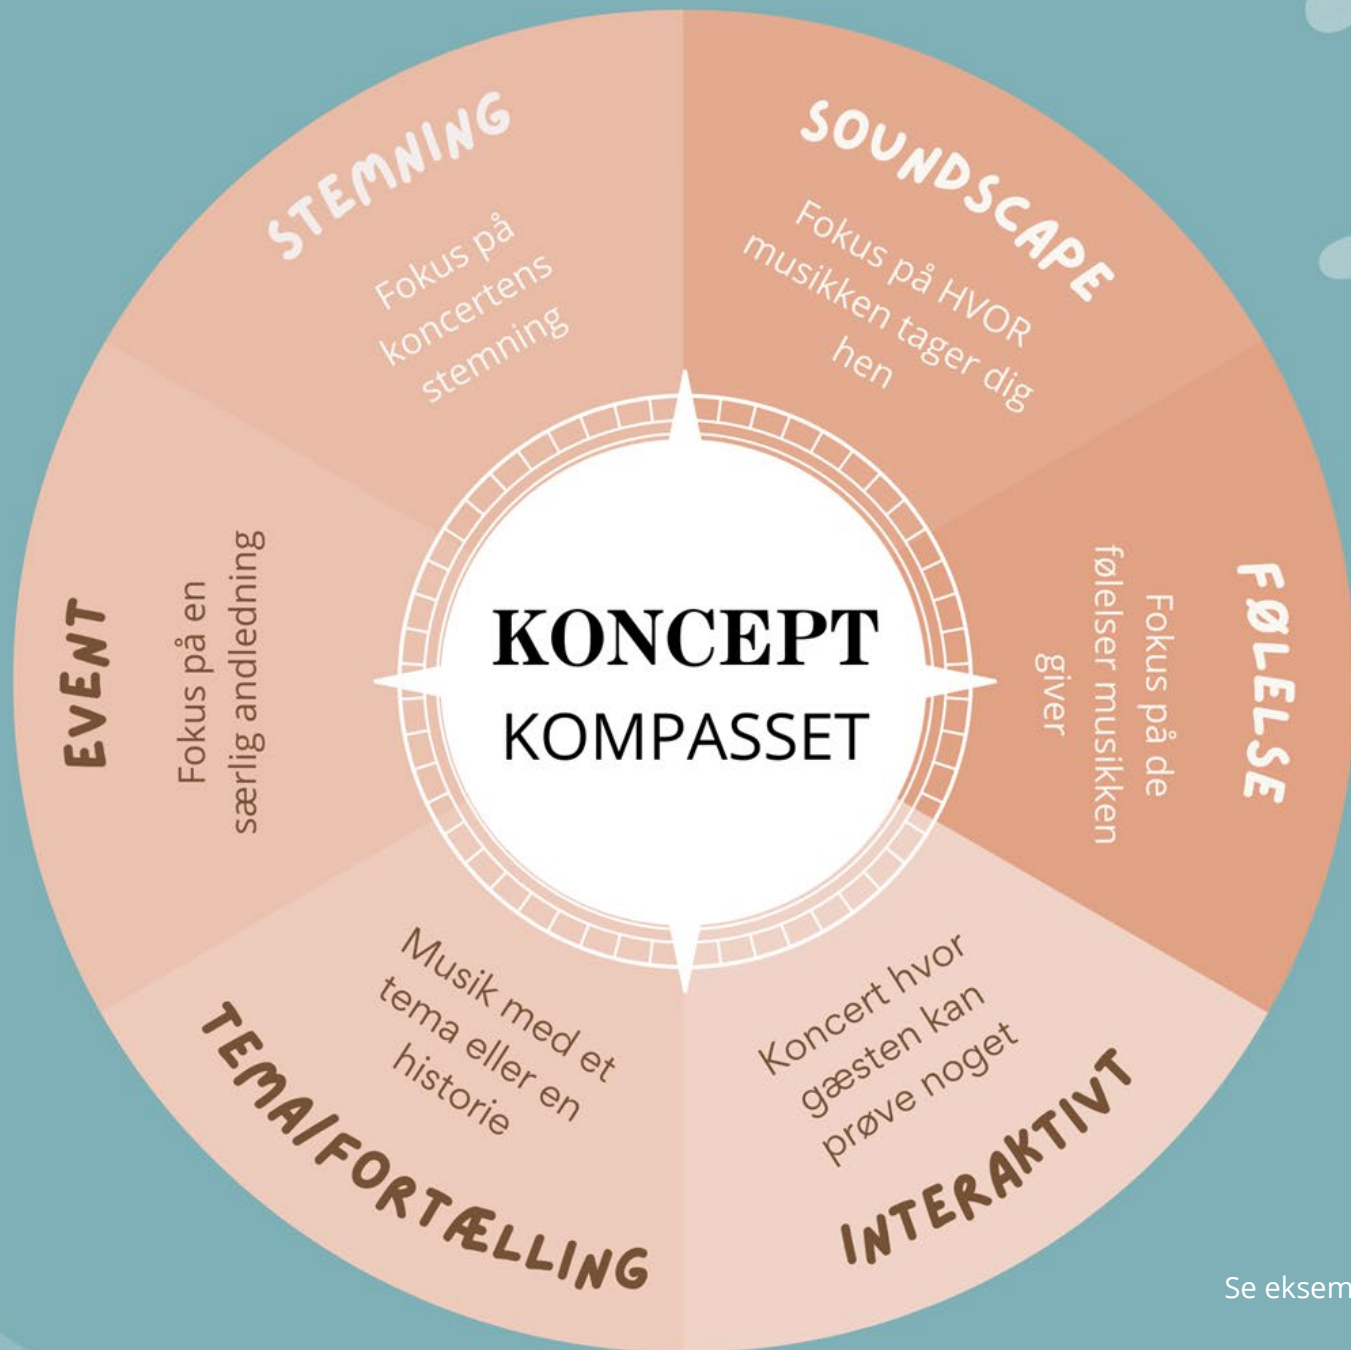 STEMNING
Fokus på
koncertens
stemning
SOUNDSCAPE
Fokus på HVOR
musikken tager dig
hen
FØLELSE
Fokus på de
følelser musikken
giver
INTERAKTIVT
Koncert hvor
gæsten kan
prøve noget
TEMA/FORTÆLLING
Musik med et
tema eller en
historie
EVENT
Fokus på en
særlig andledning
KONCEPT
KOMPASSET
Se eksem